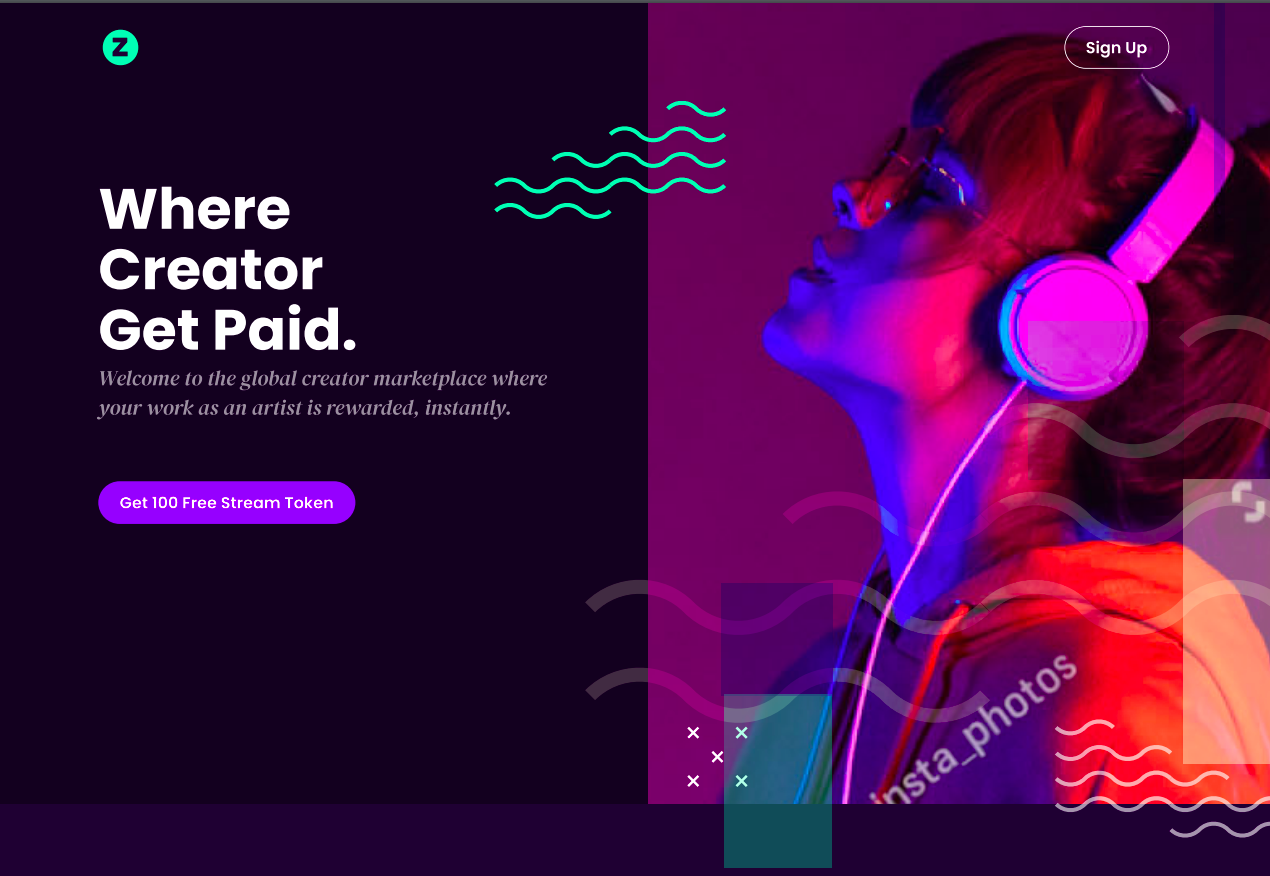 Z
Sign Up
Where
Creator
Get Paid.
Welcome to the global creator marketplace where
your work as an artist is rewarded, instantly.
Get 100 Free Stream Token
insta_photos